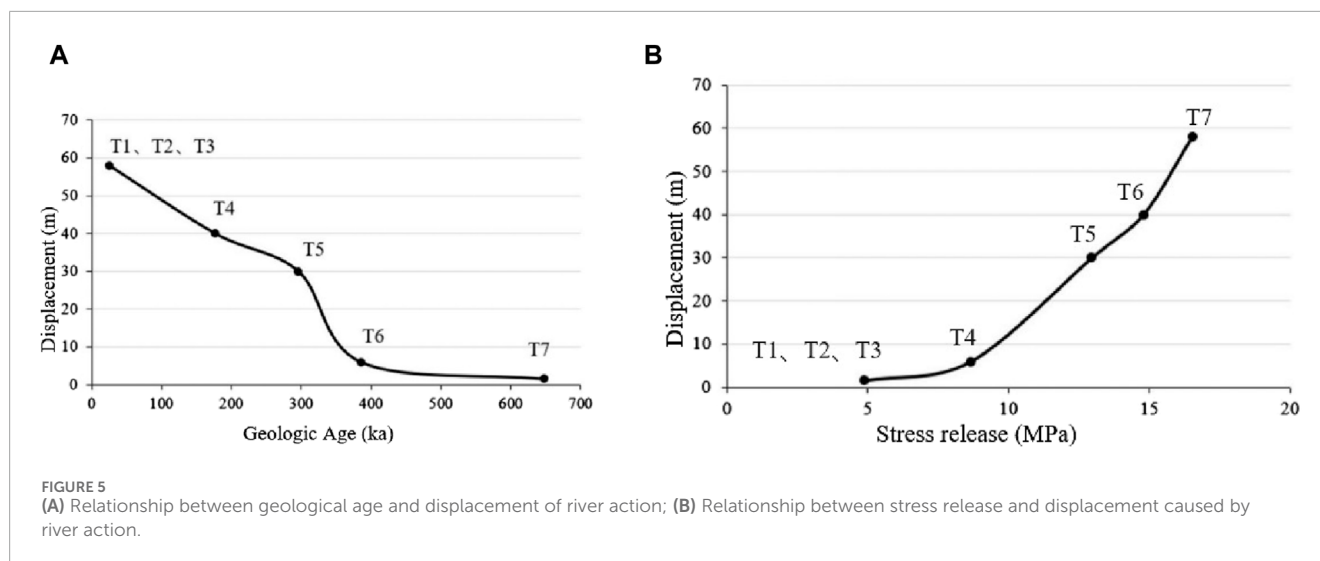 A
70
60
50
40
30
20
10
0
Displacement (m)
T1、T2、T3
T4
T5
T6
T7
0 100 200 300 400 500 600 700
Geologic Age (ka)
B
70
60
50
40
30
20
10
0
Displacement (m)
T7
T6
T5
T4
T1、T2、T3
0 5 10 15 20
Stress release (MPa)
FIGURE 5
(A) Relationship between geological age and displacement of river action; (B) Relationship between stress release and displacement caused by
river action.